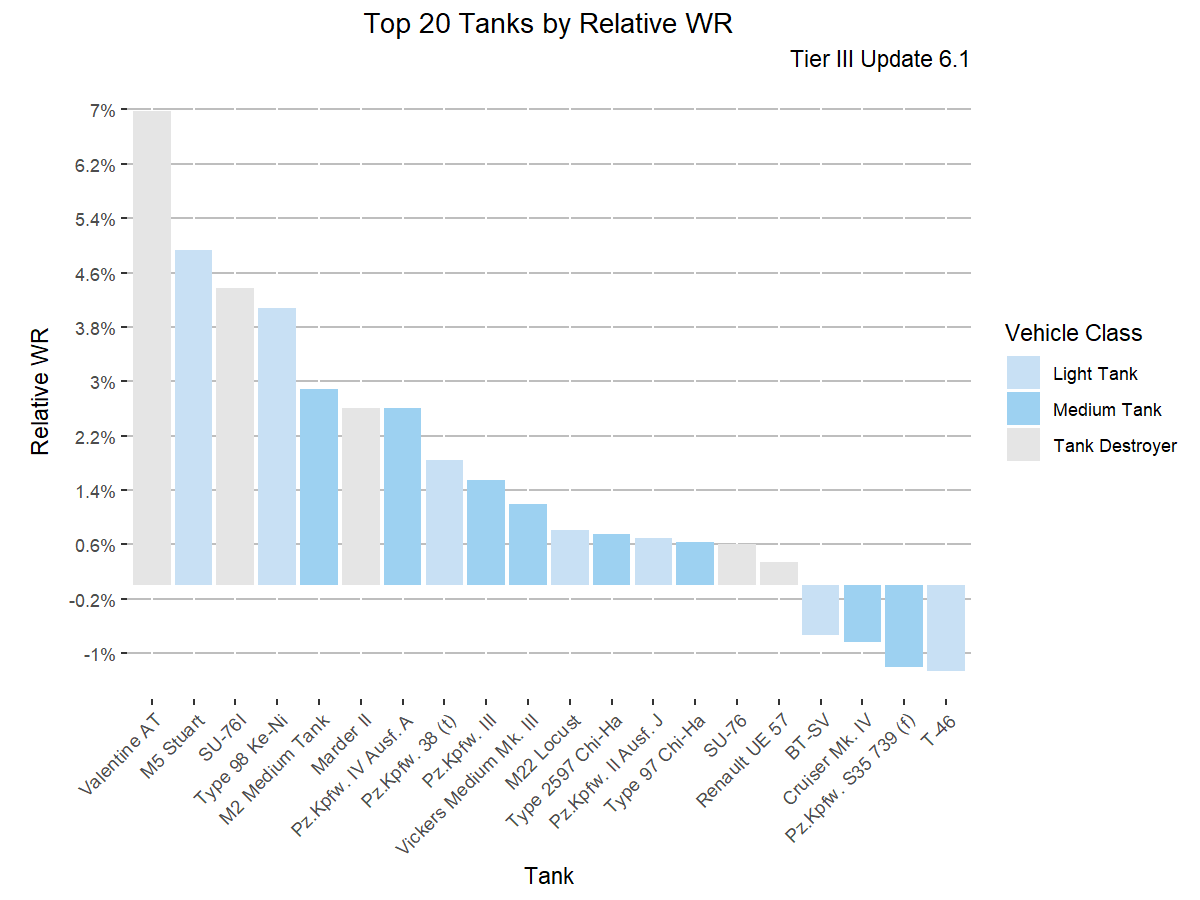 Top 20 Tanks by Relative WR
Tier III Update 6.1
7%
6.2%
5.4%
4.6%
3.8%
3%
2.2%
1.4%
0.6%
-0.2%
-1%
Relative WR
Valentine AT
M5 Stuart
SU-76I
Type 98 Ke-Ni
M2 Medium Tank
Marder II
Pz.Kpfw. IV Ausf. A
Pz.Kpfw. 38 (t)
Pz.Kpfw. III
Vickers Medium Mk. III
M22 Locust
Type 2597 Chi-Ha
Pz.Kpfw. II Ausf. J
Type 97 Chi-Ha
SU-76
Renault UE 57
BT-SV
Cruiser Mk. IV
Pz.Kpfw. S35 739 (f)
T-46
Tank
Vehicle Class
Light Tank
Medium Tank
Tank Destroyer